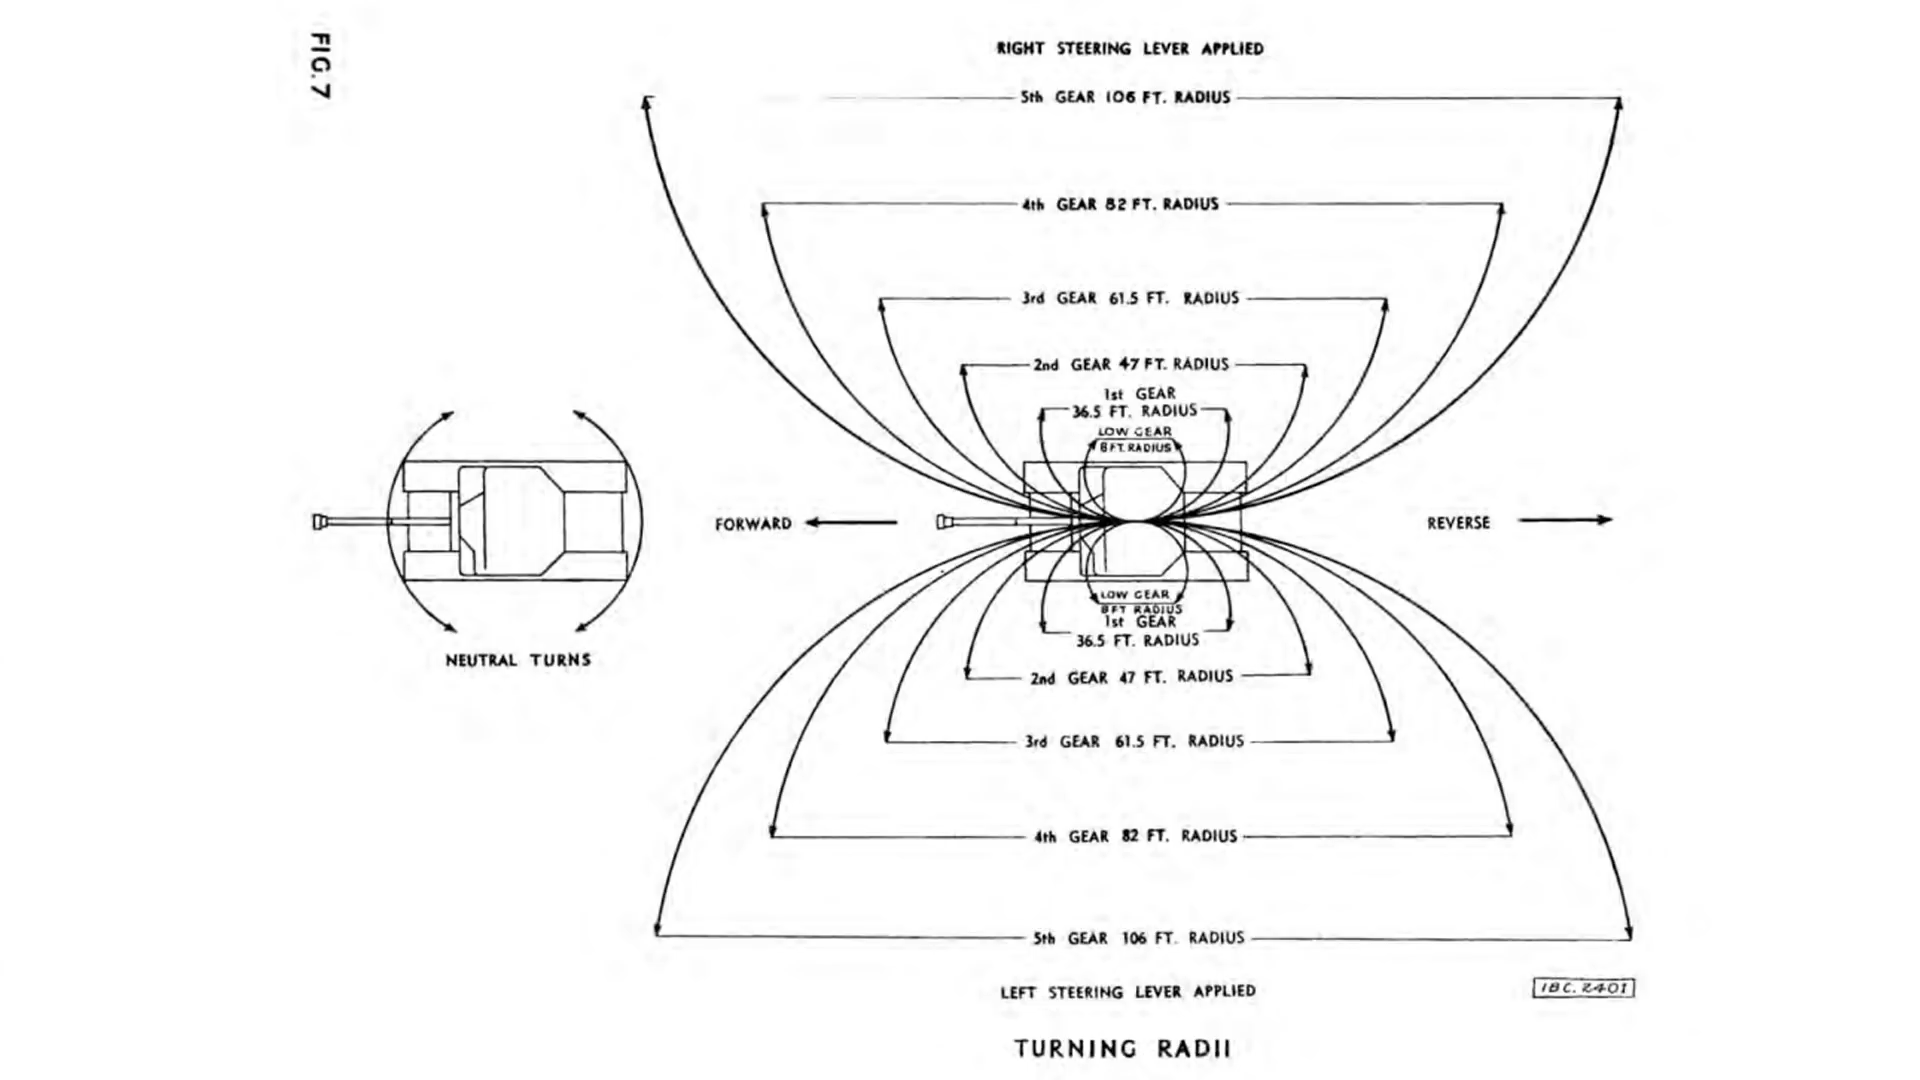 FIG.7
RIGHT STEERING LEVER APPLIED
5th GEAR 106 FT. RADIUS
4th GEAR 82 FT. RADIUS
3rd GEAR 61.5 FT. RADIUS
2nd GEAR 47 FT. RADIUS
1st GEAR
36.5 FT. RADIUS
LOW GEAR
8 FT. RADIUS
FORWARD
REVERSE
LOW GEAR
8 FT RADIUS
1st GEAR
36.5 FT. RADIUS
NEUTRAL TURNS
2nd GEAR 47 FT. RADIUS
3rd GEAR 61.5 FT. RADIUS
4th GEAR 82 FT. RADIUS
5th GEAR 106 FT. RADIUS
LEFT STEERING LEVER APPLIED
IBC. 2401
TURNING RADII